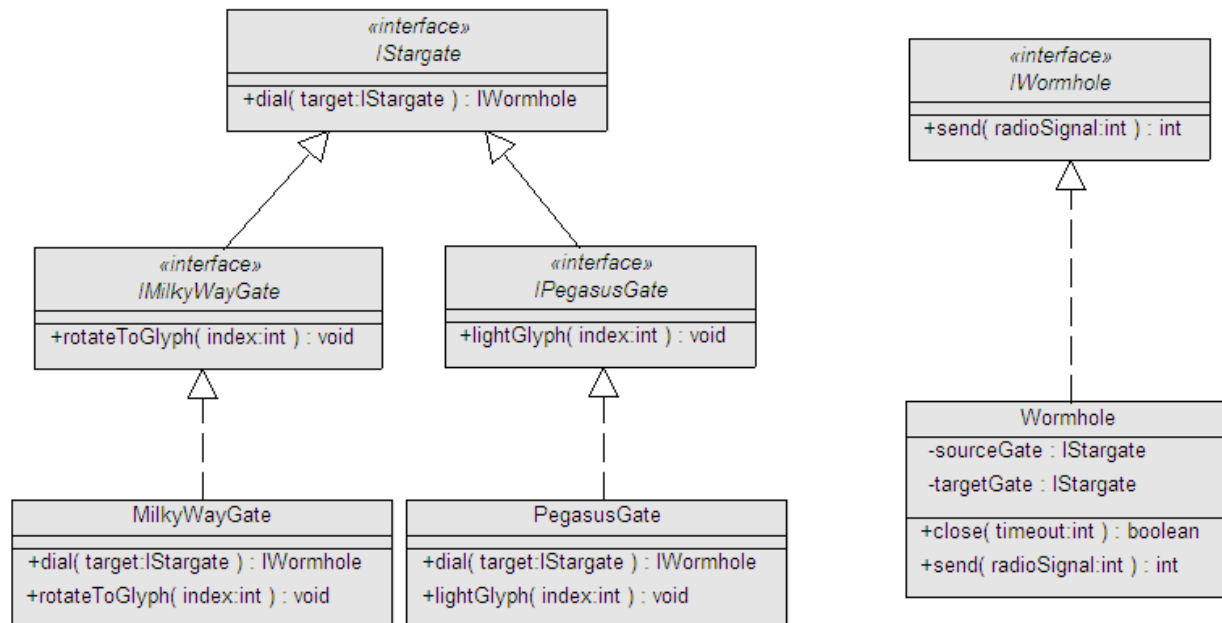 «interface»
IStargate
+dial( target:IStargate ) : IWormhole
«interface»
IWormhole
+send( radioSignal:int ) : int
«interface»
IMilkyWayGate
+rotateToGlyph( index:int ) : void
«interface»
IPegasusGate
+lightGlyph( index:int ) : void
Wormhole
-sourceGate : IStargate
-targetGate : IStargate
+close( timeout:int ) : boolean
+send( radioSignal:int ) : int
MilkyWayGate
+dial( target:IStargate ) : IWormhole
+rotateToGlyph( index:int ) : void
PegasusGate
+dial( target:IStargate ) : IWormhole
+lightGlyph( index:int ) : void